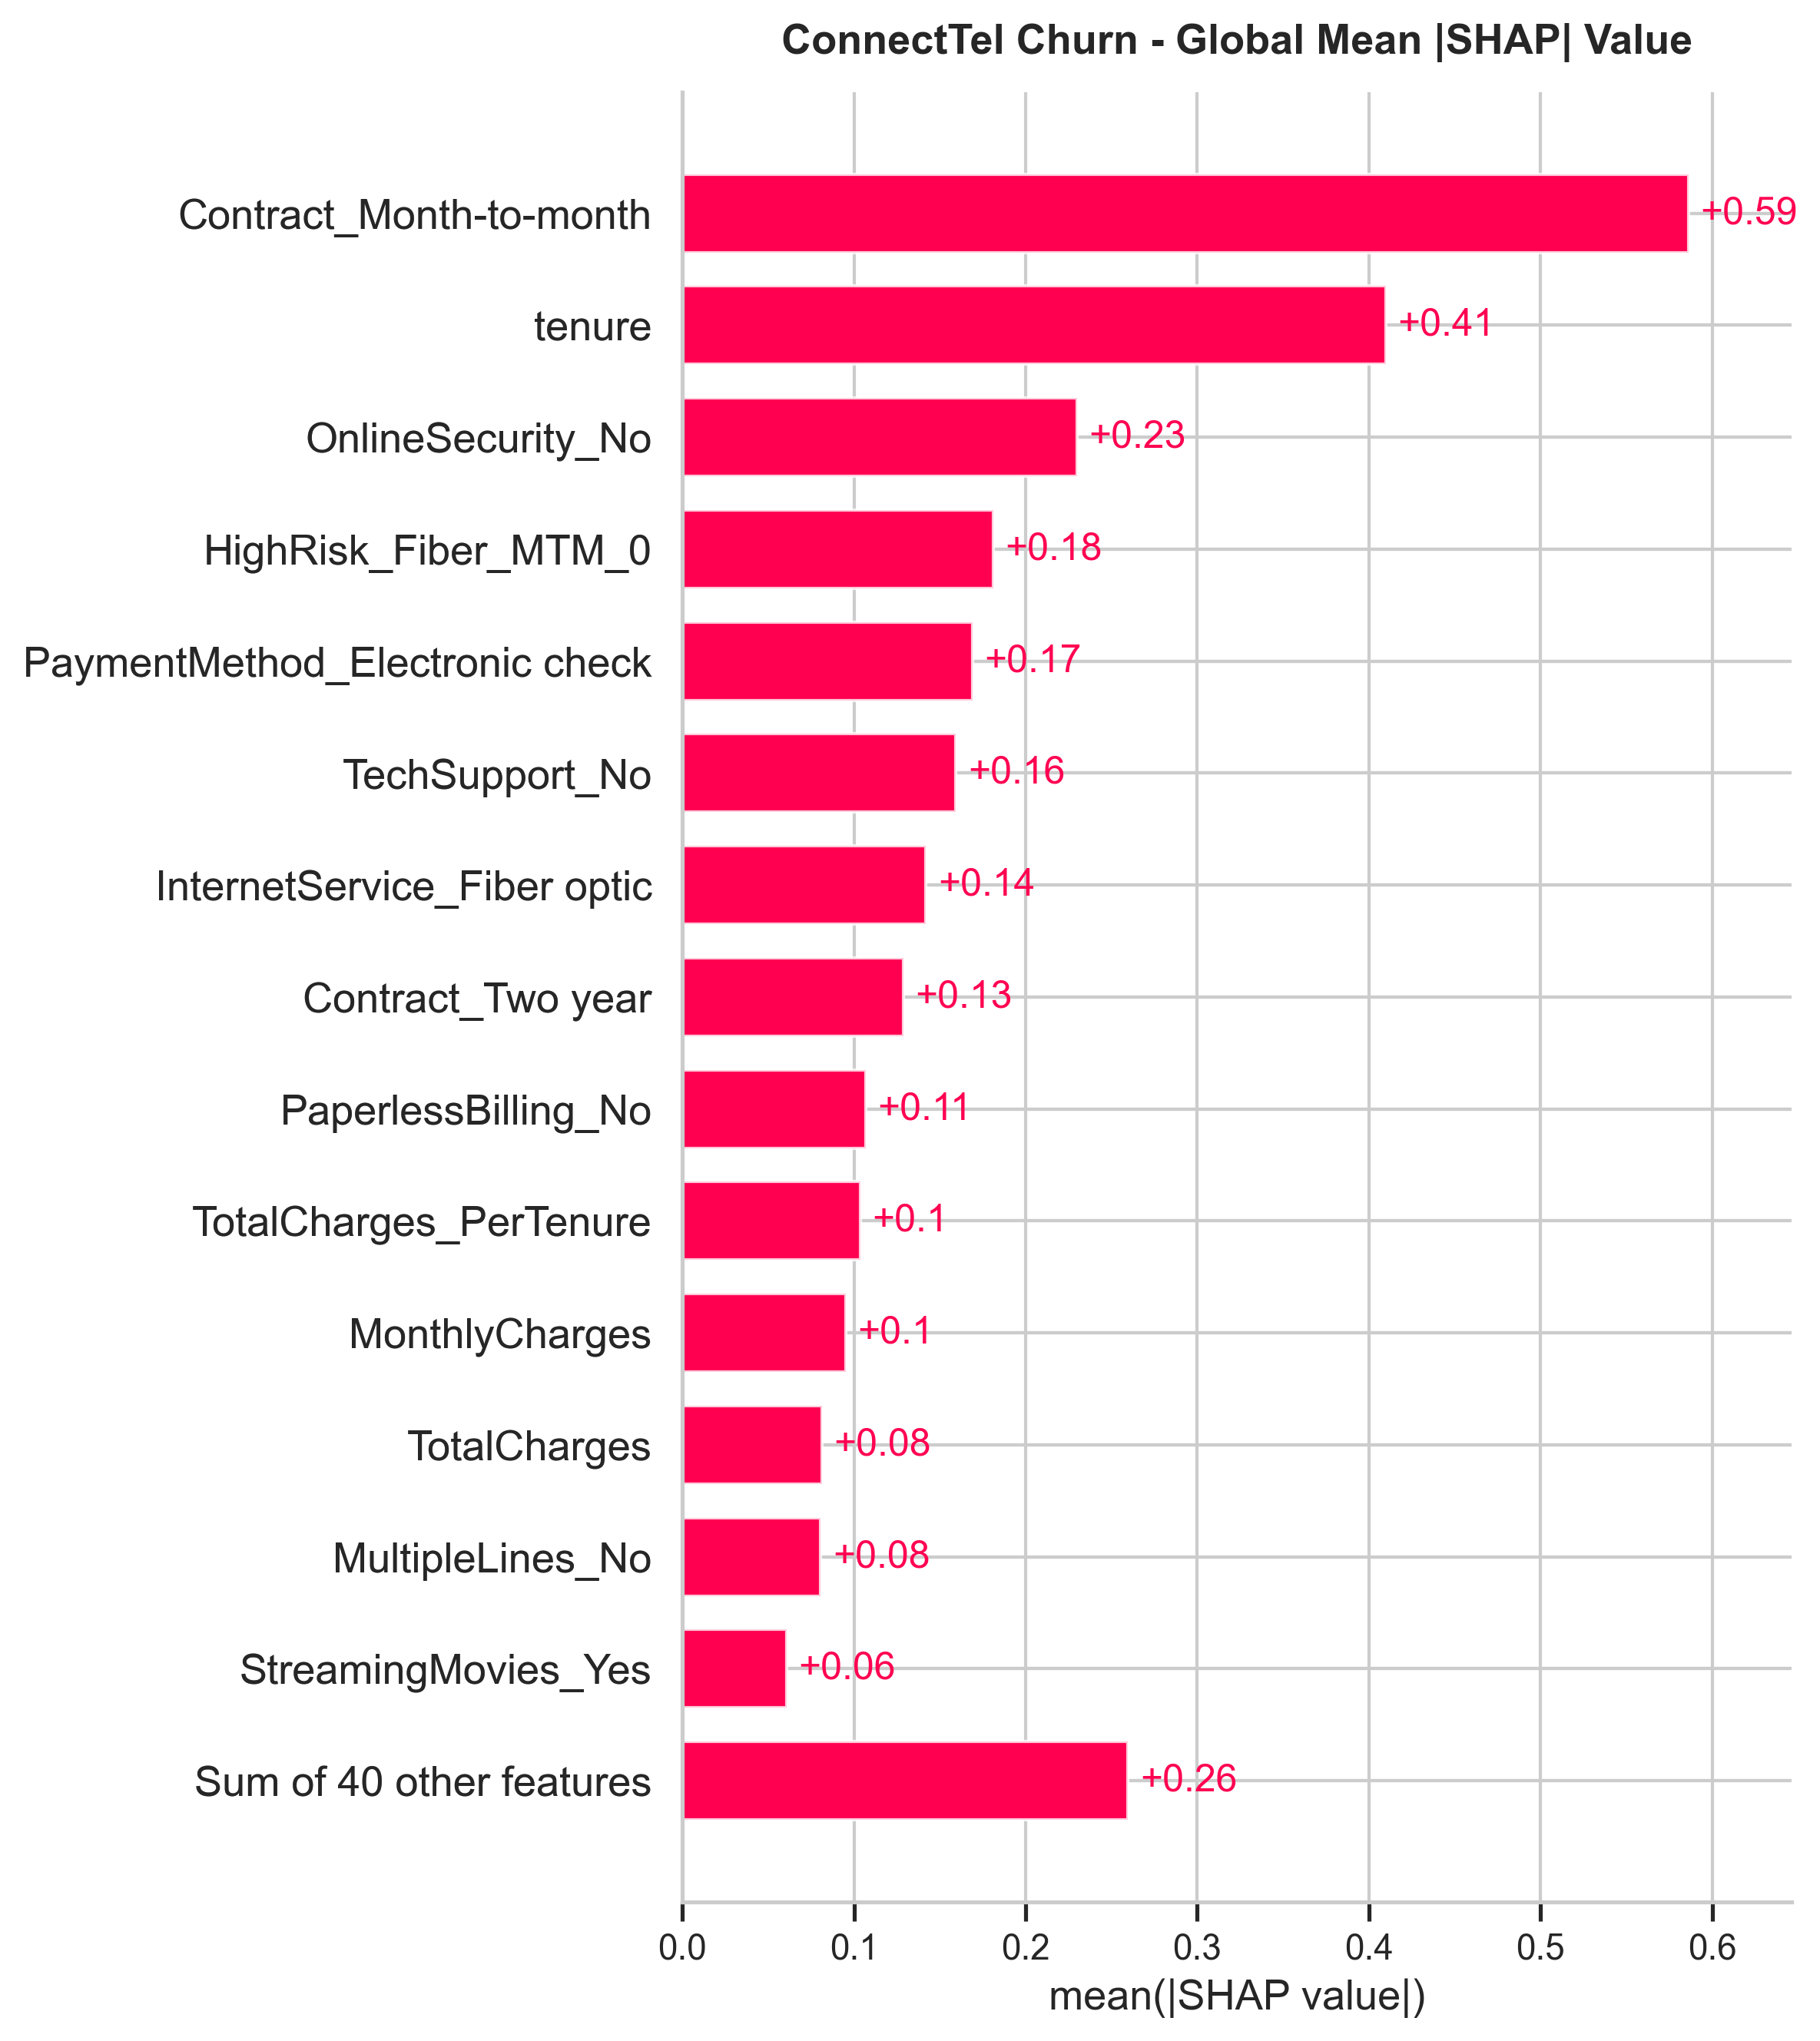 ConnectTel Churn - Global Mean |SHAP| Value
Contract_Month-to-month +0.59
tenure +0.41
OnlineSecurity_No +0.23
HighRisk_Fiber_MTM_0 +0.18
PaymentMethod_Electronic check +0.17
TechSupport_No +0.16
InternetService_Fiber optic +0.14
Contract_Two year +0.13
PaperlessBilling_No +0.11
TotalCharges_PerTenure +0.1
MonthlyCharges +0.1
TotalCharges +0.08
MultipleLines_No +0.08
StreamingMovies_Yes +0.06
Sum of 40 other features +0.26
0.0 0.1 0.2 0.3 0.4 0.5 0.6
mean(|SHAP value|)